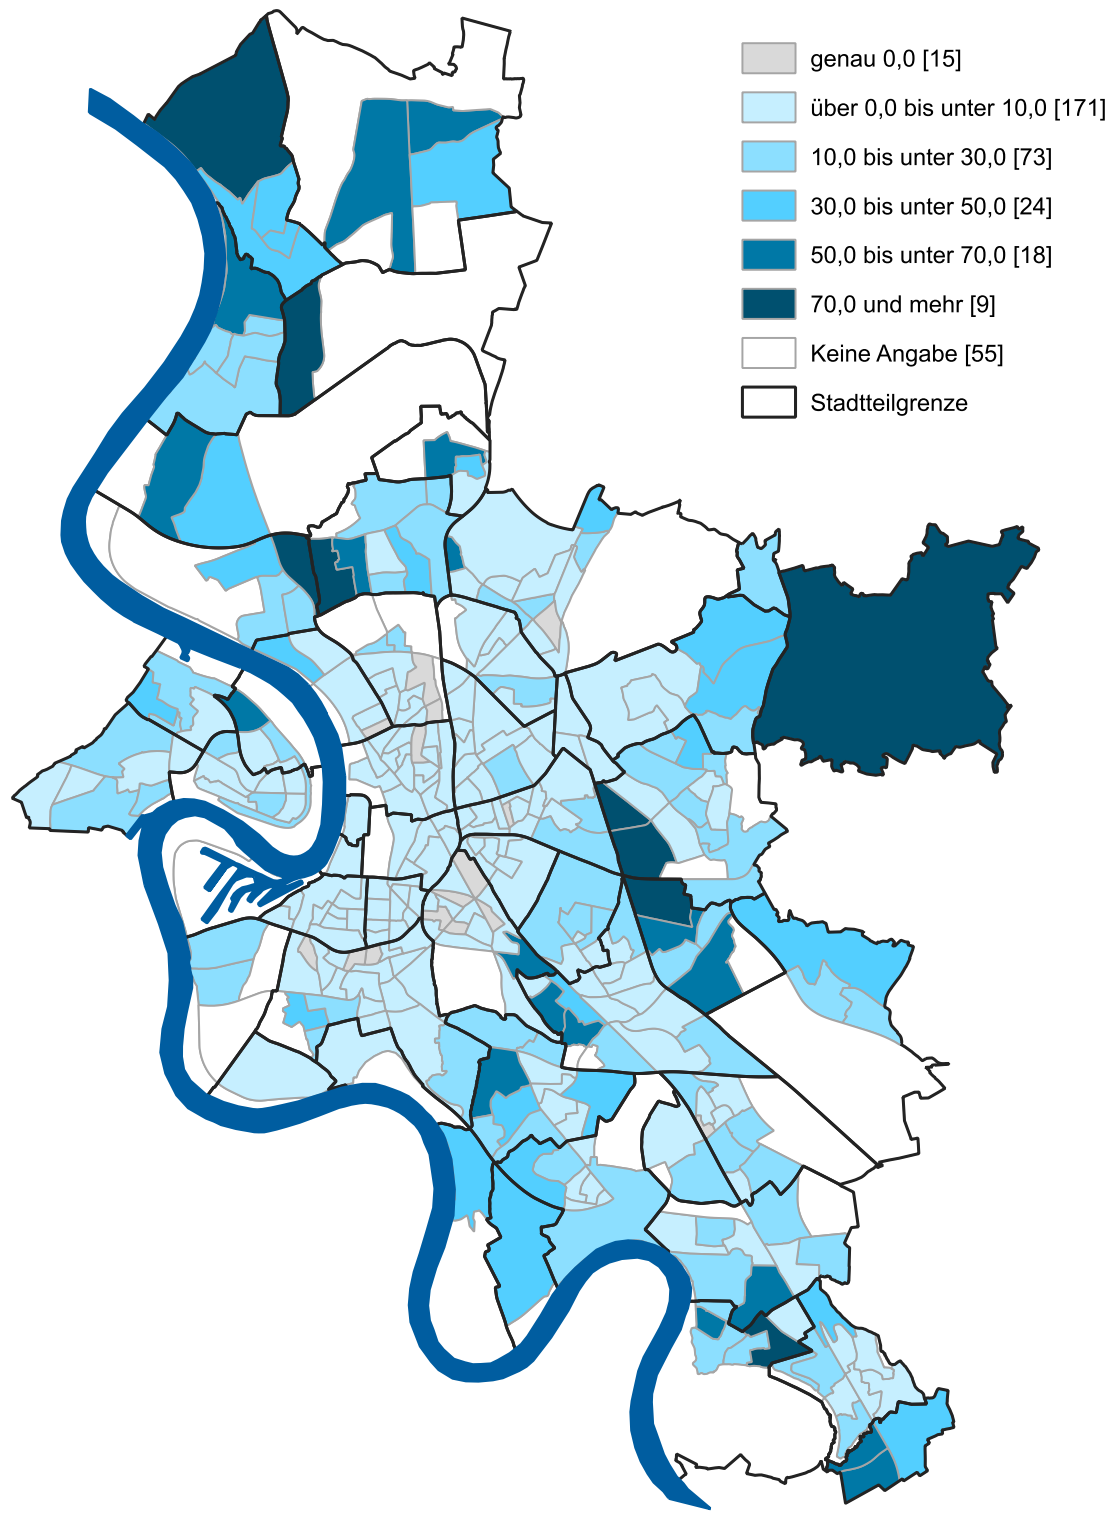 genau 0,0 [15]
über 0,0 bis unter 10,0 [171]
10,0 bis unter 30,0 [73]
30,0 bis unter 50,0 [24]
50,0 bis unter 70,0 [18]
70,0 und mehr [9]
Keine Angabe [55]
Stadtteilgrenze